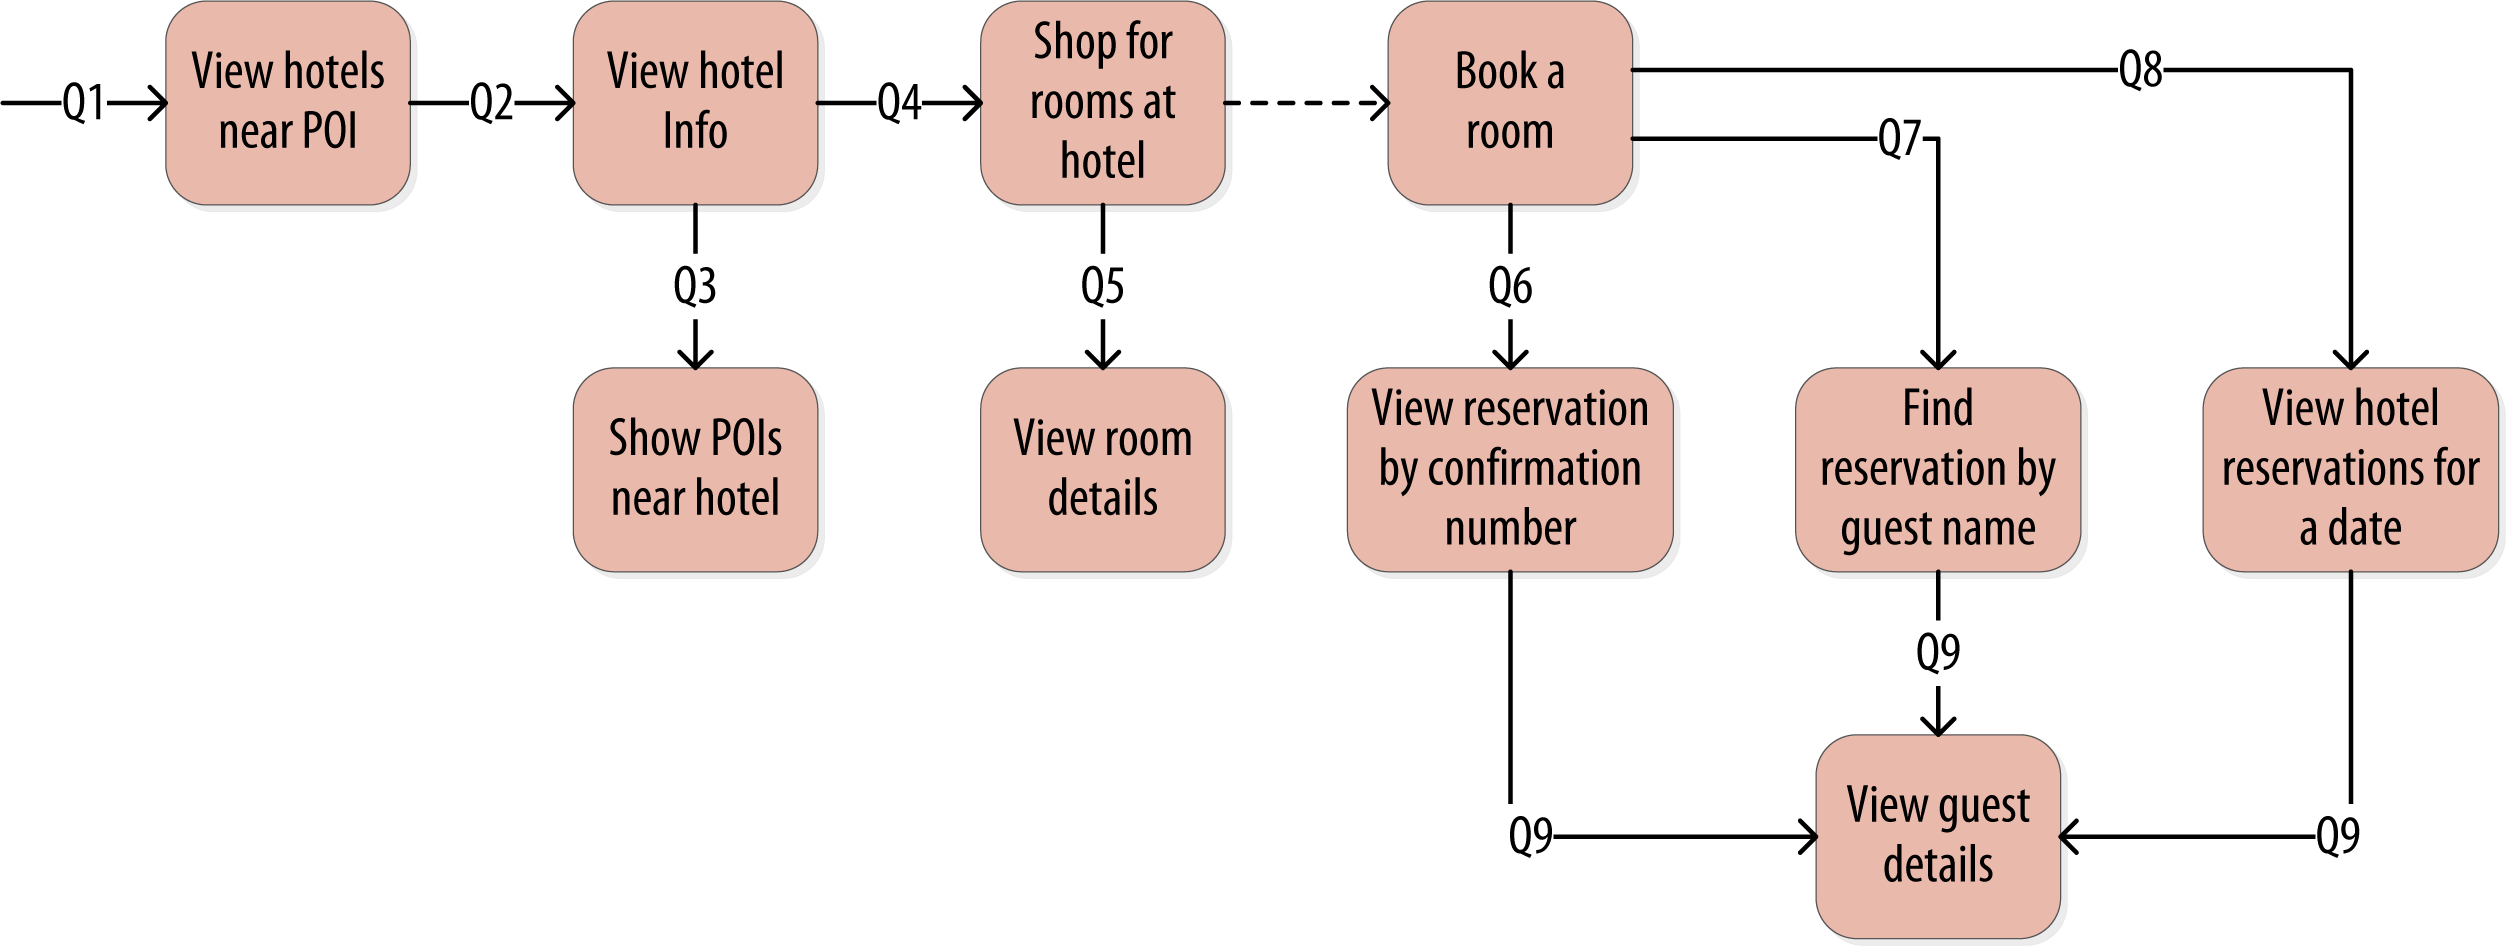 Q1
View hotels
near POI
Q2
View hotel
Info
Q4
Shop for
room at
hotel
Book a
room
Q8
Q7
Q3
Q5
Q6
Show POIs
near hotel
View room
details
View reservation
by confirmation
number
Find
reservation by
guest name
View hotel
reservations for
a date
Q9
Q9
View guest
details
Q9